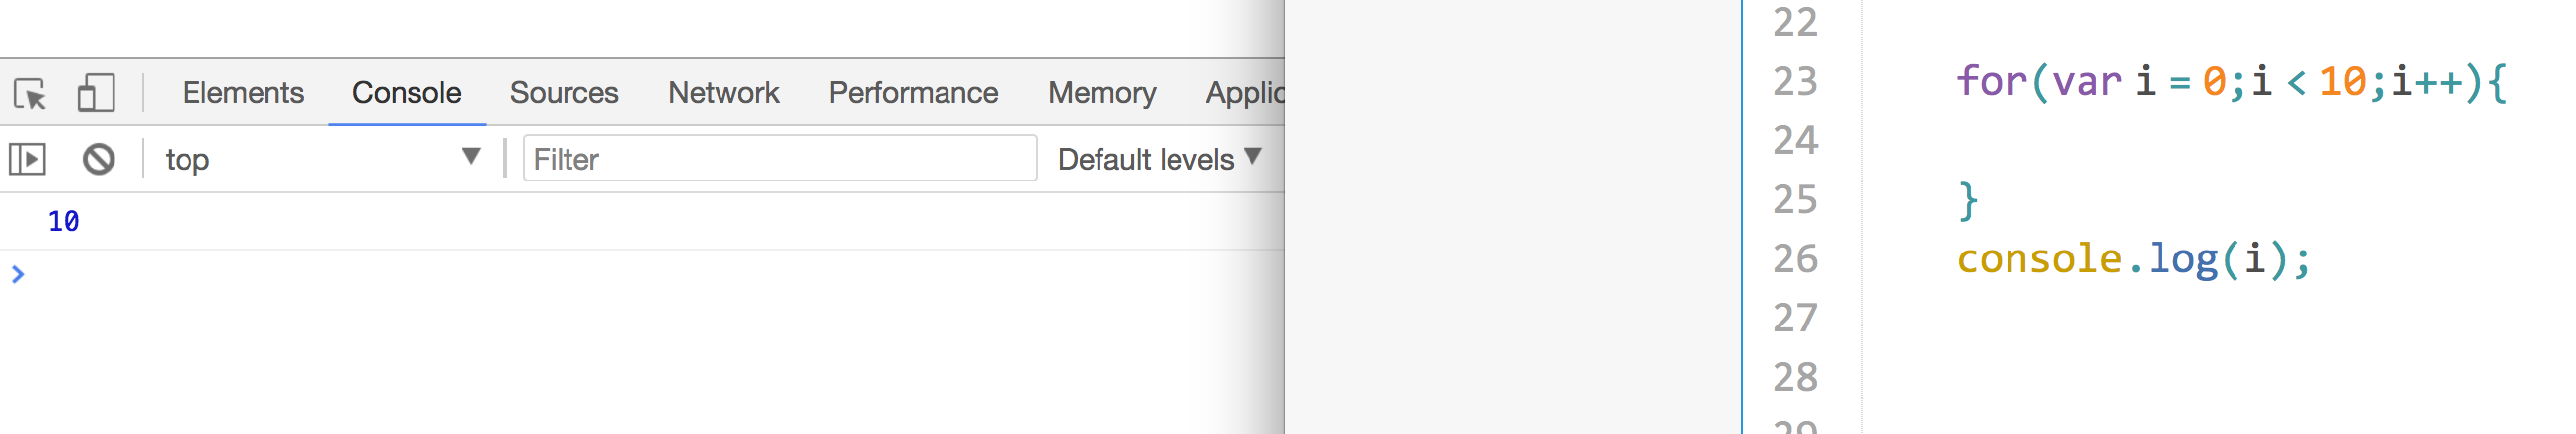 Elements Console Sources Network Performance Memory Applic
top Filter Default levels
10
22
23 for(var i = 0;i < 10;i++){
24
25 }
26 console.log(i);
27
28